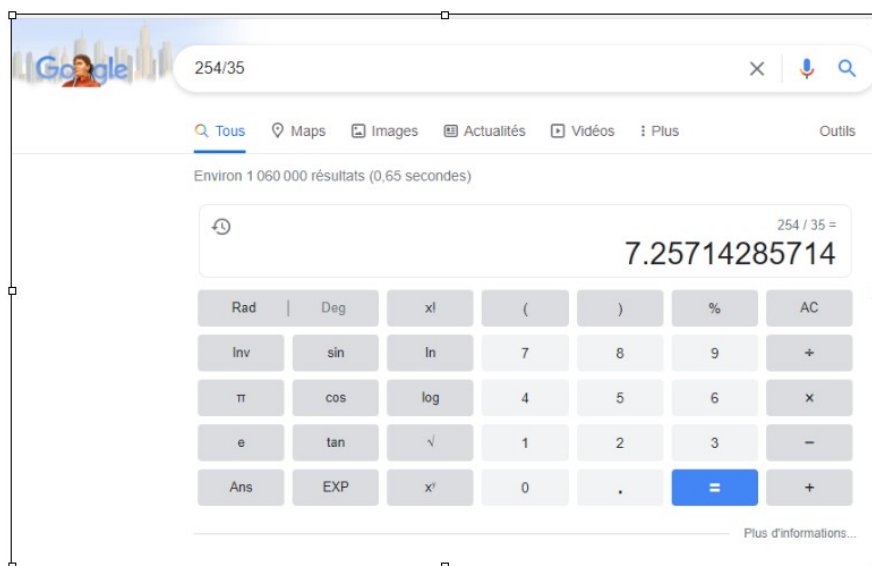 Google
254/35
Tous Maps Images Actualités Vidéos Plus Outils
Environ 1 060 000 résultats (0,65 secondes)
254 / 35 =
7.25714285714
Rad | Deg x! ( ) % AC
Inv sin ln 7 8 9 ÷
π cos log 4 5 6 ×
e tan √ 1 2 3 −
Ans EXP xʸ 0 . = +
Plus d'informations...